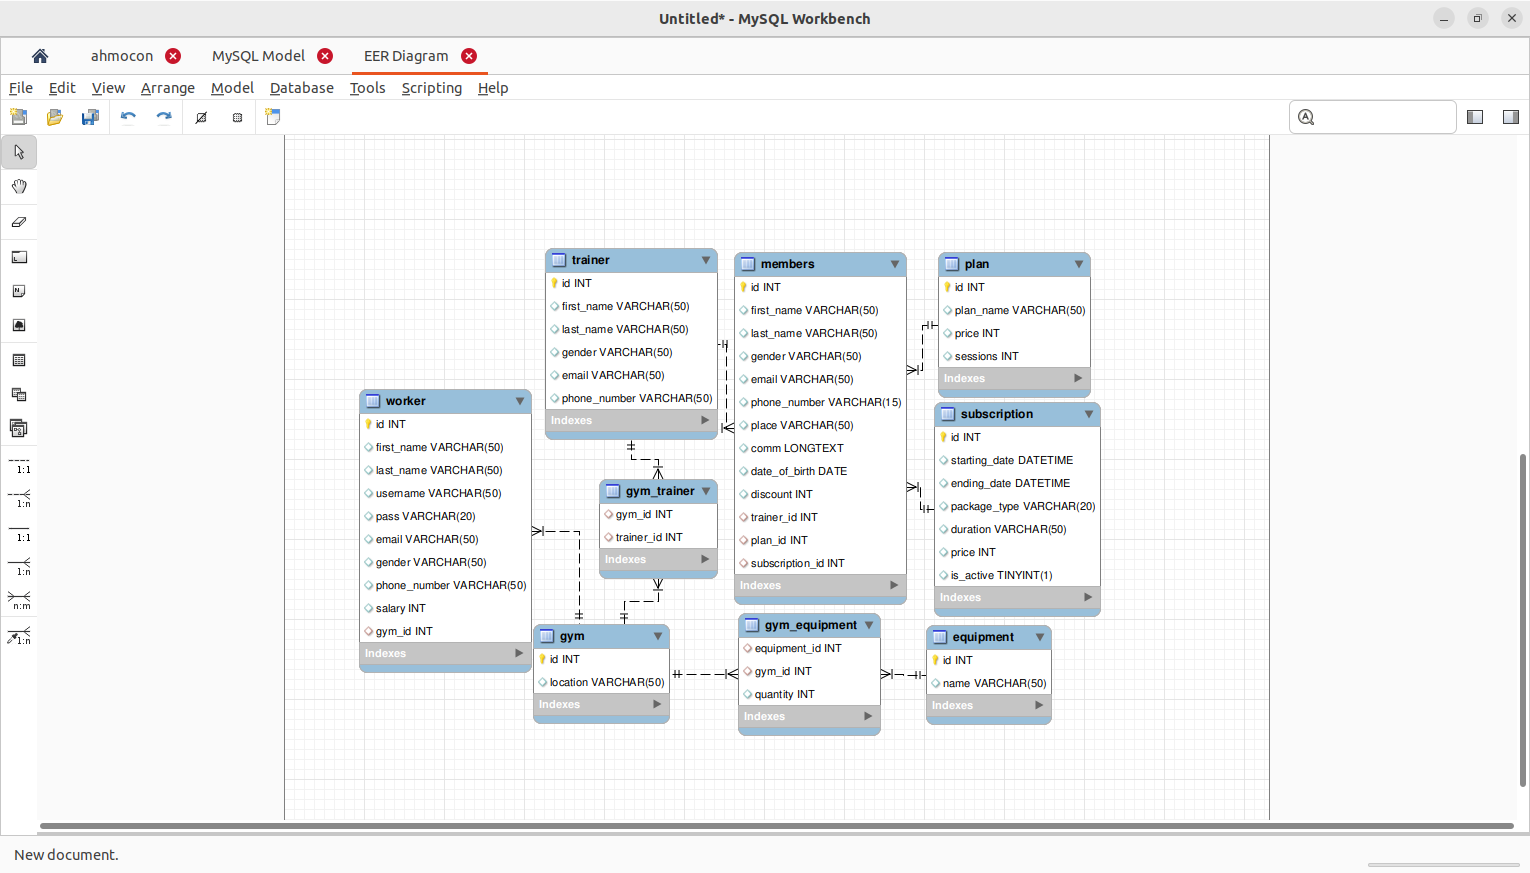 Untitled* - MySQL Workbench
ahmocon
MySQL Model
EER Diagram
File Edit View Arrange Model Database Tools Scripting Help
1:1
1:n
1:1
1:n
n:m
1:n
trainer
id INT
first_name VARCHAR(50)
last_name VARCHAR(50)
gender VARCHAR(50)
email VARCHAR(50)
phone_number VARCHAR(50)
Indexes
members
id INT
first_name VARCHAR(50)
last_name VARCHAR(50)
gender VARCHAR(50)
email VARCHAR(50)
phone_number VARCHAR(15)
place VARCHAR(50)
comm LONGTEXT
date_of_birth DATE
discount INT
trainer_id INT
plan_id INT
subscription_id INT
Indexes
plan
id INT
plan_name VARCHAR(50)
price INT
sessions INT
Indexes
worker
id INT
first_name VARCHAR(50)
last_name VARCHAR(50)
username VARCHAR(50)
pass VARCHAR(20)
email VARCHAR(50)
gender VARCHAR(50)
phone_number VARCHAR(50)
salary INT
gym_id INT
Indexes
subscription
id INT
starting_date DATETIME
ending_date DATETIME
package_type VARCHAR(20)
duration VARCHAR(50)
price INT
is_active TINYINT(1)
Indexes
gym_trainer
gym_id INT
trainer_id INT
Indexes
gym
id INT
location VARCHAR(50)
Indexes
gym_equipment
equipment_id INT
gym_id INT
quantity INT
Indexes
equipment
id INT
name VARCHAR(50)
Indexes
New document.